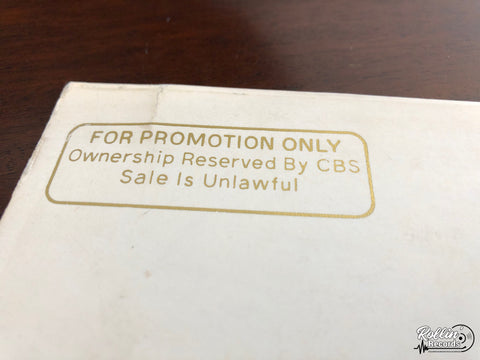 FOR PROMOTION ONLY
Ownership Reserved By CBS
Sale Is Unlawful
Rollin'
Records